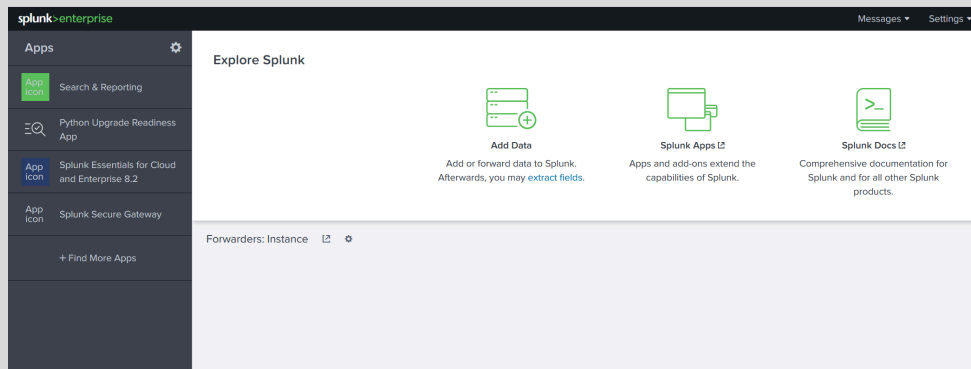 splunk>enterprise
Messages ▾ Settings ▾
Apps
App
icon
Search & Reporting
Python Upgrade Readiness
App
App
icon
Splunk Essentials for Cloud
and Enterprise 8.2
App
icon
Splunk Secure Gateway
+ Find More Apps
Explore Splunk
>_
Add Data
Add or forward data to Splunk.
Afterwards, you may extract fields.
Splunk Apps
Apps and add-ons extend the
capabilities of Splunk.
Splunk Docs
Comprehensive documentation for
Splunk and for all other Splunk
products.
Forwarders: Instance